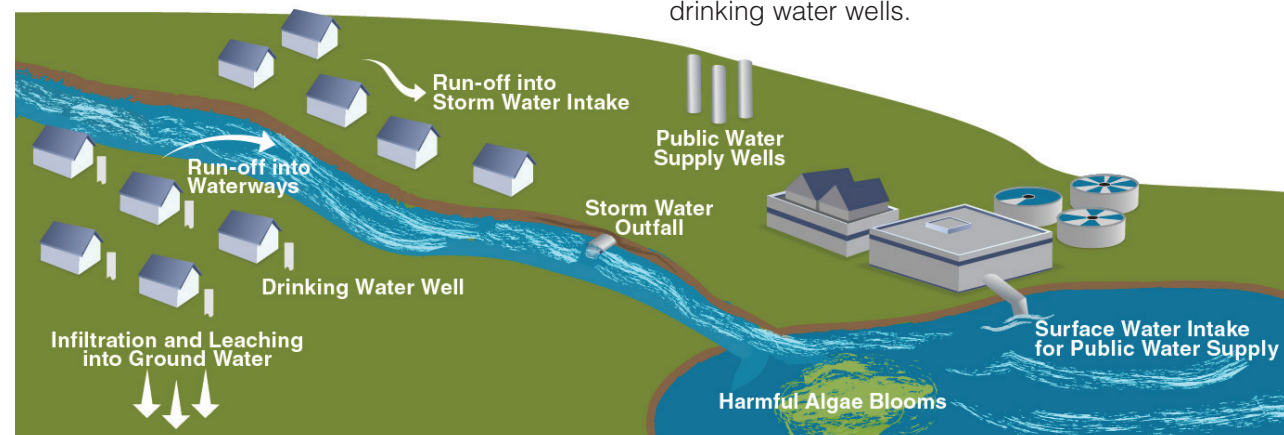 drinking water wells.
Run-off into
Storm Water Intake
Public Water
Supply Wells
Run-off into
Waterways
Storm Water
Outfall
Drinking Water Well
Infiltration and Leaching
into Ground Water
Surface Water Intake
for Public Water Supply
Harmful Algae Blooms